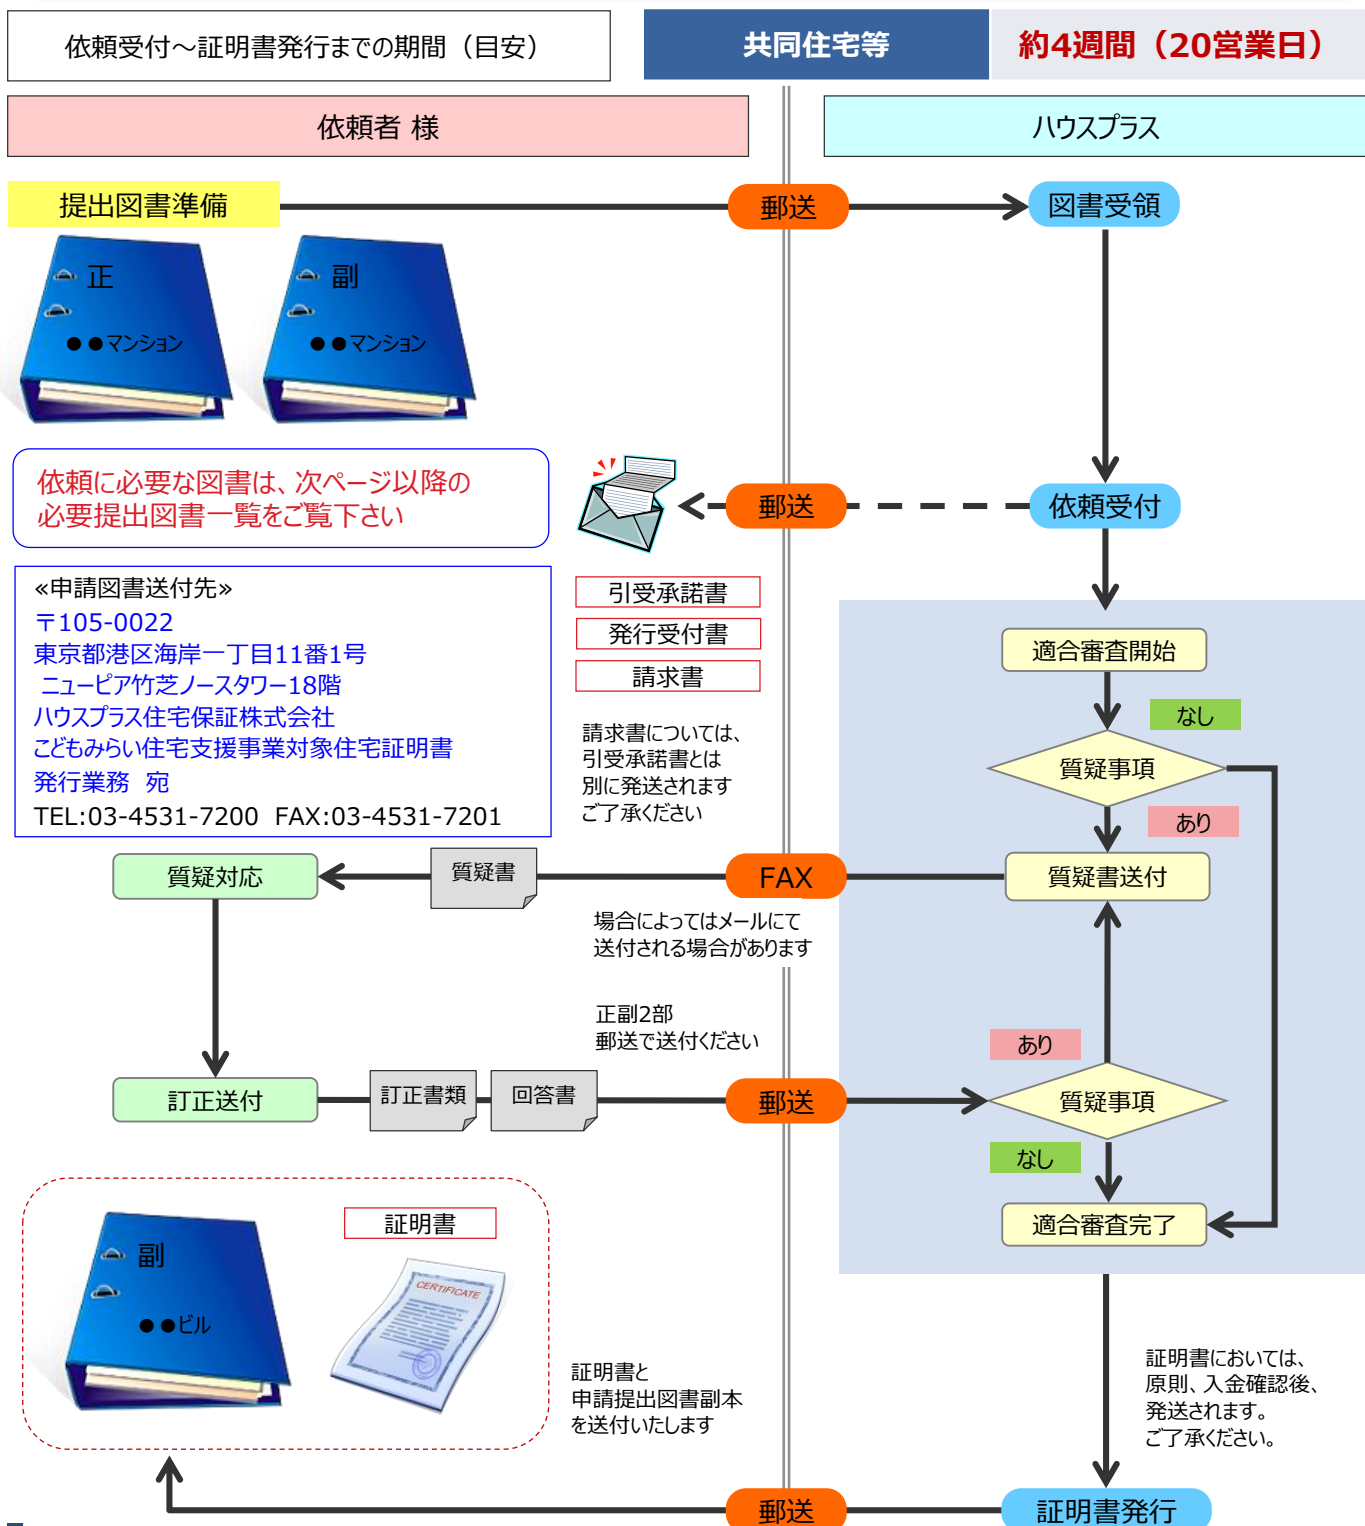 依頼受付～証明書発行までの期間（目安）
共同住宅等
約4週間（20営業日）
依頼者 様
ハウスプラス
提出図書準備
郵送
図書受領
正
●●マンション
副
●●マンション
依頼に必要な図書は、次ページ以降の
必要提出図書一覧をご覧下さい
郵送
依頼受付
≪申請図書送付先≫
〒105-0022
東京都港区海岸一丁目11番1号
ニューピア竹芝ノースタワー18階
ハウスプラス住宅保証株式会社
こどもみらい住宅支援事業対象住宅証明書
発行業務 宛
TEL:03-4531-7200 FAX:03-4531-7201
引受承諾書
発行受付書
請求書
請求書については、
引受承諾書とは
別に発送されます
ご了承ください
適合審査開始
なし
質疑事項
あり
質疑対応
質疑書
FAX
質疑書送付
場合によってはメールにて
送付される場合があります
正副2部
郵送で送付ください
あり
訂正送付
訂正書類
回答書
郵送
質疑事項
なし
適合審査完了
副
●●ビル
証明書
CERTIFICATE
証明書と
申請提出図書副本
を送付いたします
証明書においては、
原則、入金確認後、
発送されます。
ご了承ください。
郵送
証明書発行